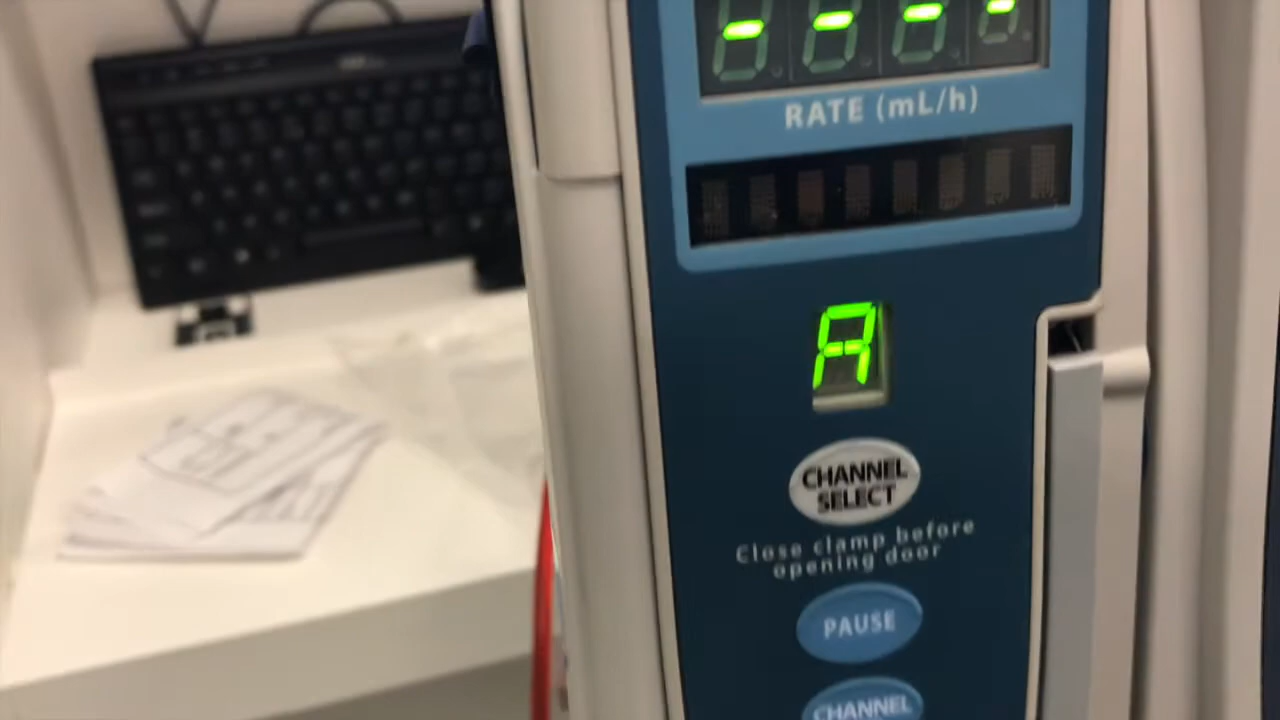 RATE (mL/h)
A
CHANNEL
SELECT
Close clamp before
opening door
PAUSE
CHANNEL